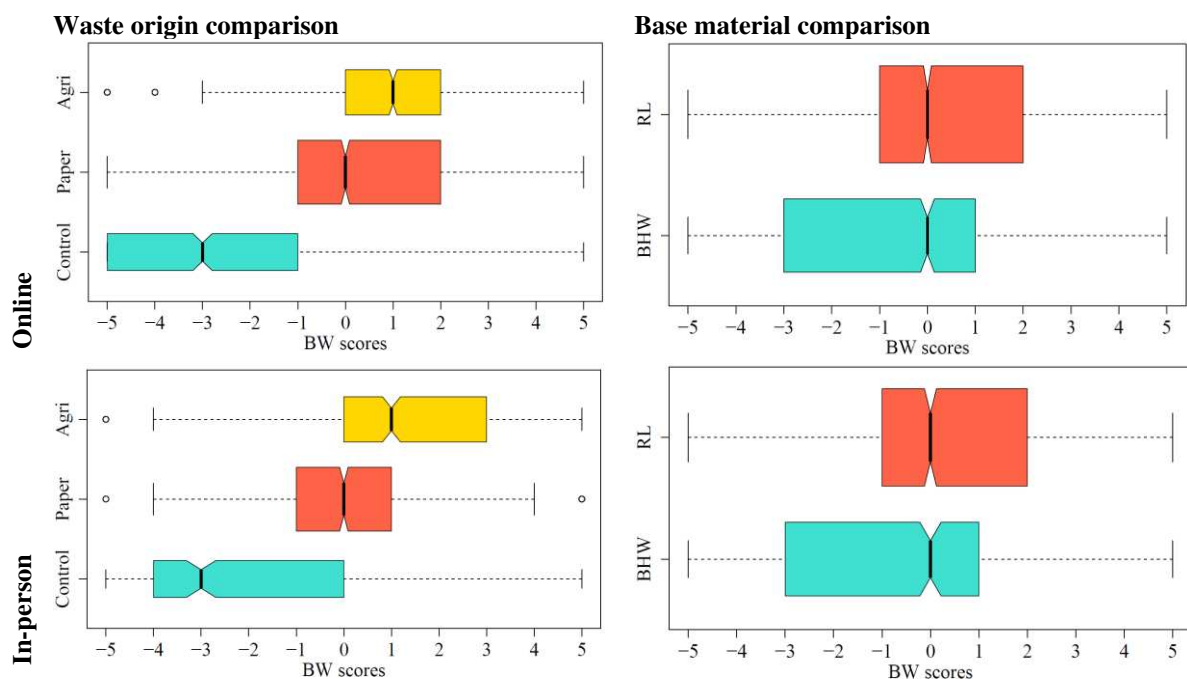 Waste origin comparison
Base material comparison
Online
Agri
Paper
Control
−5 −4 −3 −2 −1 0 1 2 3 4 5
BW scores
RL
BHW
−5 −4 −3 −2 −1 0 1 2 3 4 5
BW scores
In-person
Agri
Paper
Control
−5 −4 −3 −2 −1 0 1 2 3 4 5
BW scores
RL
BHW
−5 −4 −3 −2 −1 0 1 2 3 4 5
BW scores